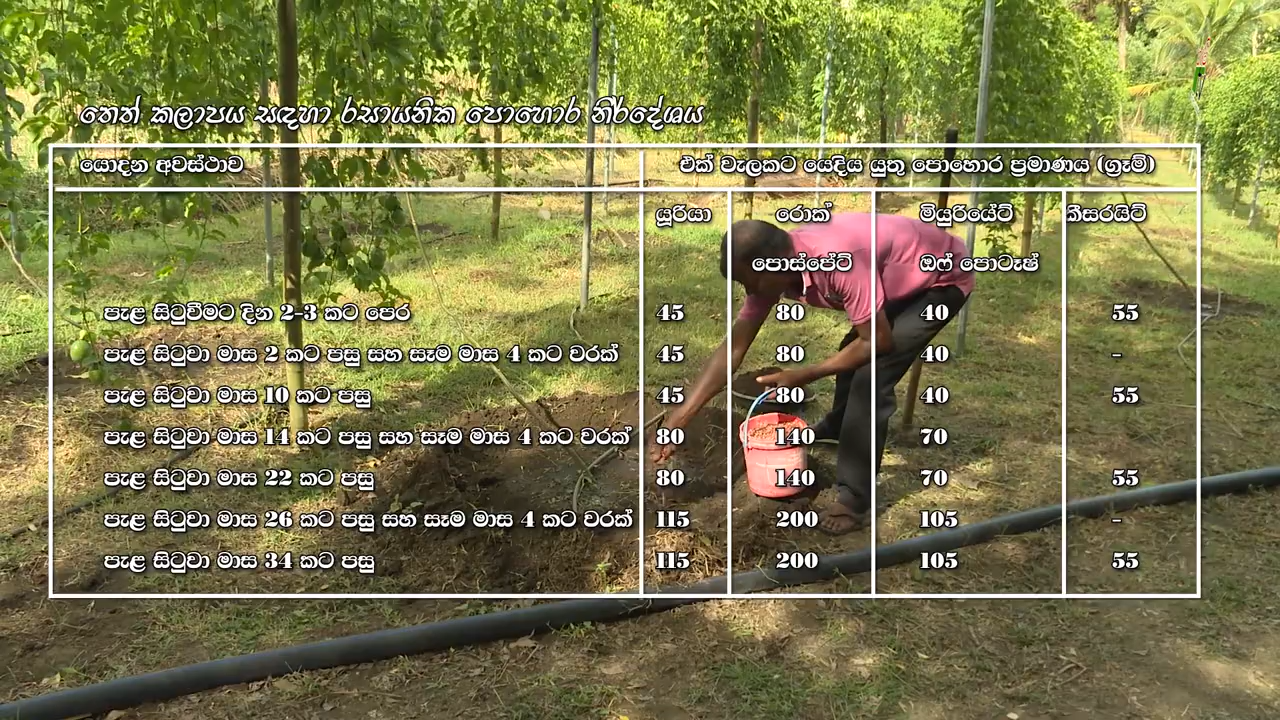 තෙත් කලාපය සඳහා රසායනික පොහොර නිර්දේශය
යොදන අවස්ථාව එක් වැලකට යෙදිය යුතු පොහොර ප්‍රමාණය (ග්‍රෑම්)
යූරියා රොක් මියුරියේට් කීසරයිට්
පොස්පේට් ඔෆ් පොටෑෂ්
පැළ සිටුවීමට දින 2-3 කට පෙර 45 80 40 55
පැළ සිටුවා මාස 2 කට පසු සහ සෑම මාස 4 කට වරක් 45 80 40 -
පැළ සිටුවා මාස 10 කට පසු 45 80 40 55
පැළ සිටුවා මාස 14 කට පසු සහ සෑම මාස 4 කට වරක් 80 140 70
පැළ සිටුවා මාස 22 කට පසු 80 140 70 55
පැළ සිටුවා මාස 26 කට පසු සහ සෑම මාස 4 කට වරක් 115 200 105 -
පැළ සිටුවා මාස 34 කට පසු 115 200 105 55